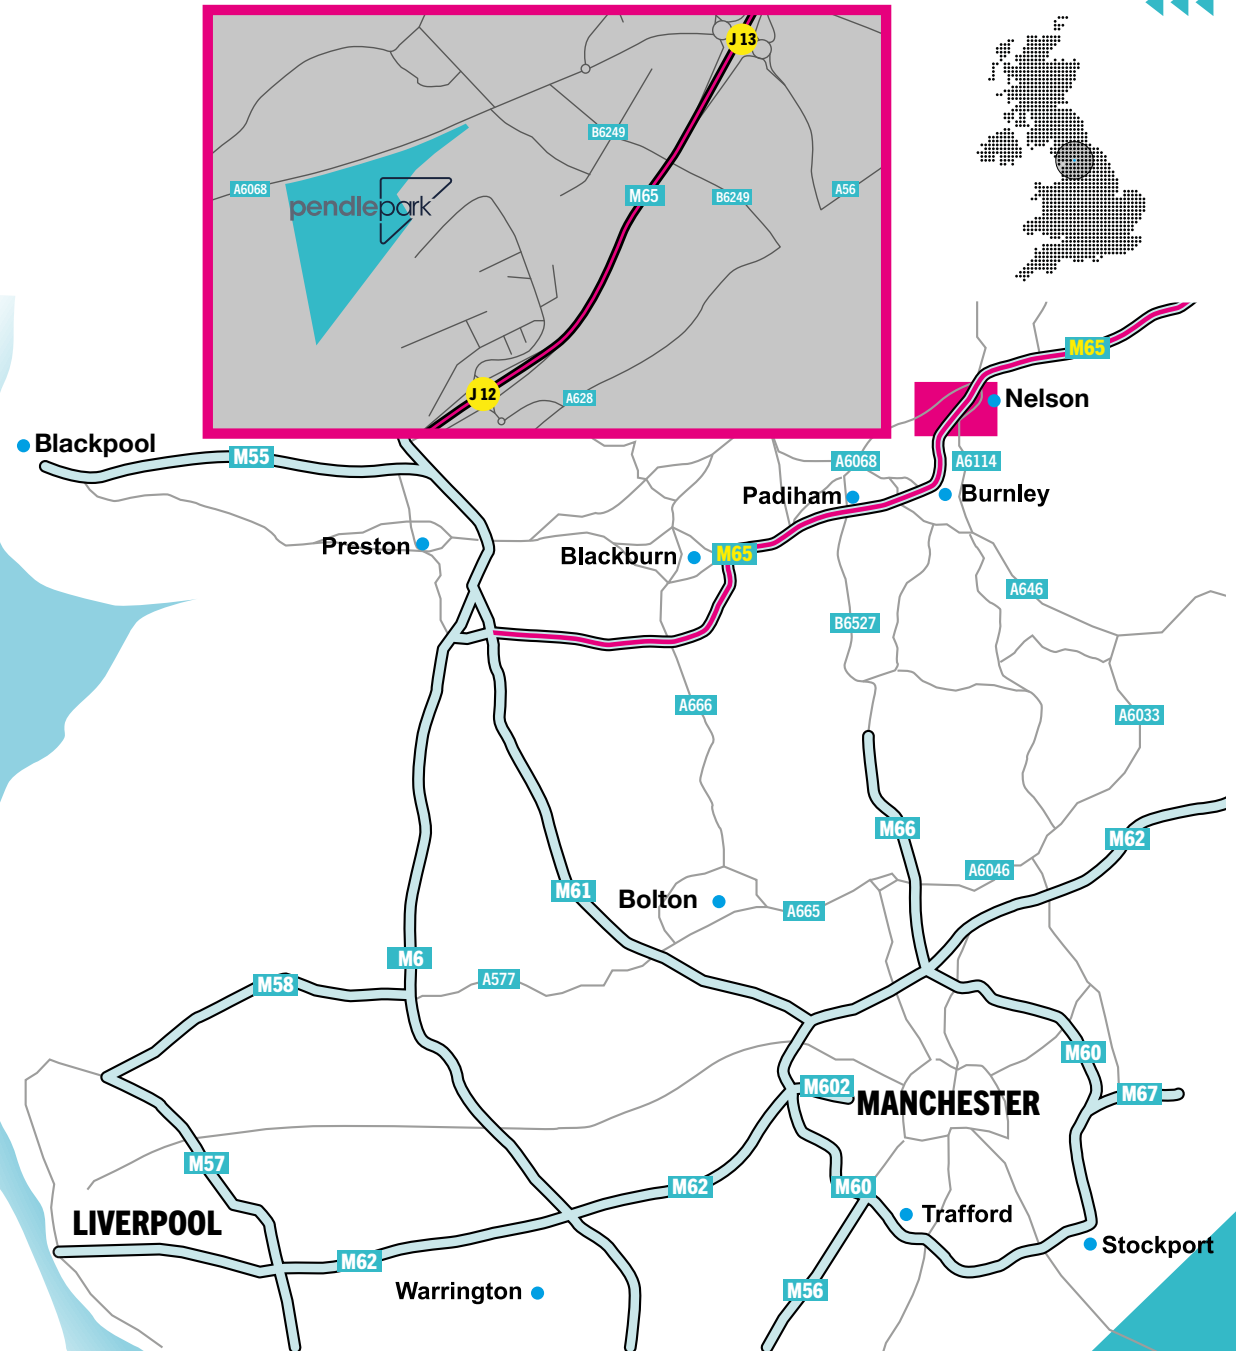 J 13
B6249
A6068
M65
B6249
A56
pendlepark
J 12
A628
M65
Nelson
Blackpool
M55
A6068
A6114
Padiham
Burnley
Preston
Blackburn
M65
A646
B6527
A666
A6033
M66
M62
A6046
M61
Bolton
A665
M6
A577
M58
M60
M602
MANCHESTER
M67
M57
M62
M60
LIVERPOOL
Trafford
Stockport
M62
Warrington
M56